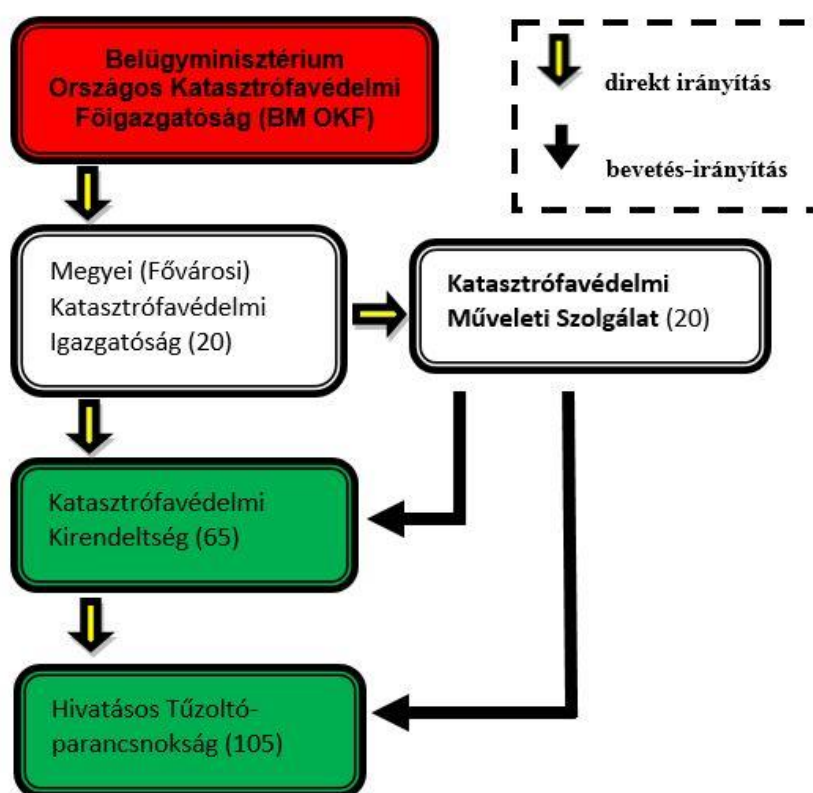 Belügyminisztérium
Országos Katasztrófavédelmi
Főigazgatóság (BM OKF)
direkt irányítás
bevetés-irányítás
Megyei (Fővárosi)
Katasztrófavédelmi
Igazgatóság (20)
Katasztrófavédelmi
Műveleti Szolgálat (20)
Katasztrófavédelmi
Kirendeltség (65)
Hivatásos Tűzoltó-
parancsnokság (105)